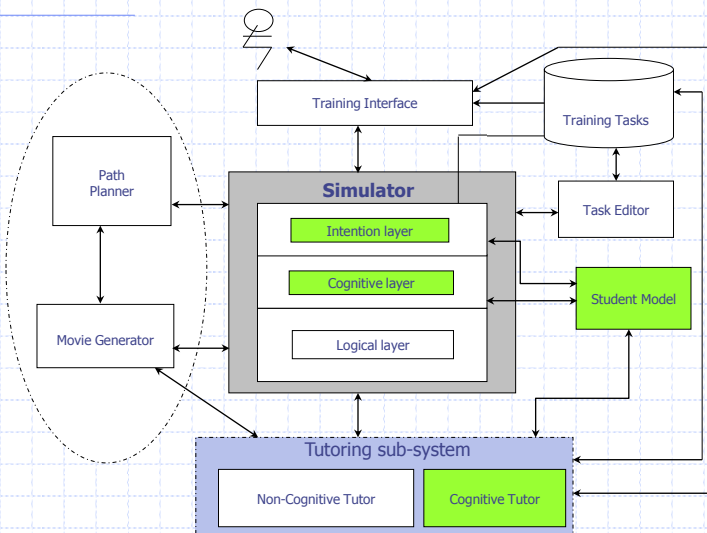 Training Interface
Training Tasks
Path
Planner
Simulator
Task Editor
Intention layer
Cognitive layer
Student Model
Movie Generator
Logical layer
Tutoring sub-system
Non-Cognitive Tutor
Cognitive Tutor